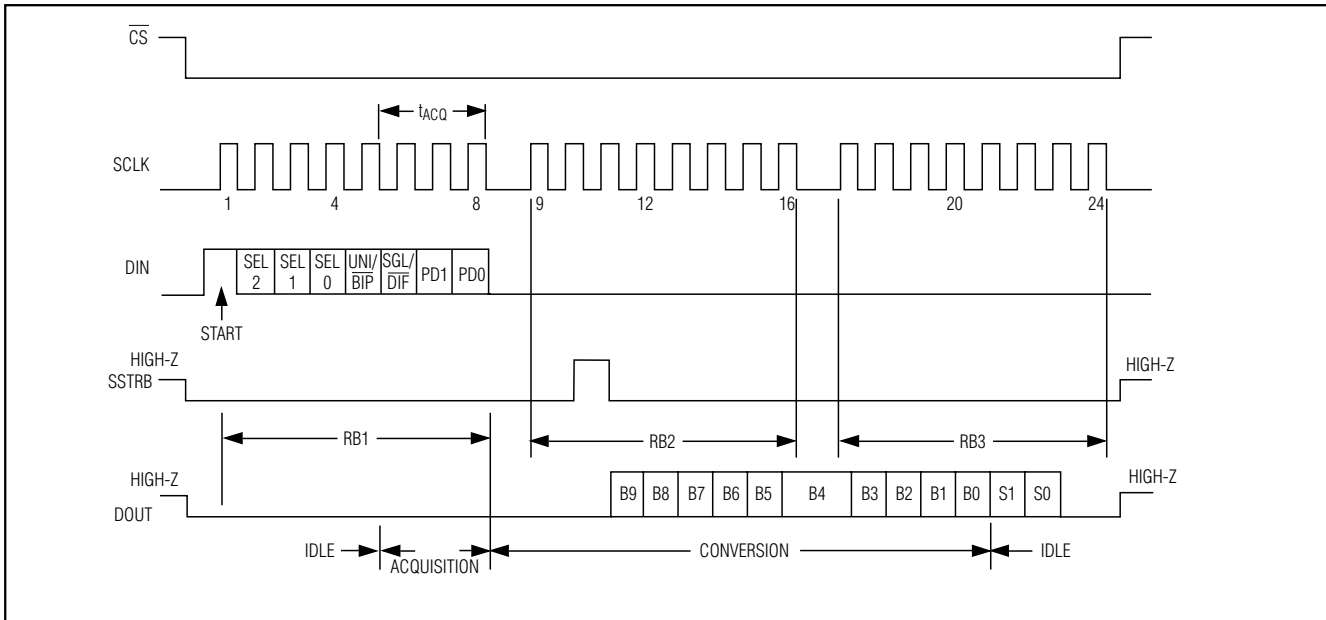 CS
tACQ
SCLK
1 4 8 9 12 16 20 24
DIN
SEL 2 SEL 1 SEL 0 UNI/BIP SGL/DIF PD1 PD0
START
HIGH-Z HIGH-Z
SSTRB
RB1 RB2 RB3
HIGH-Z HIGH-Z
B9 B8 B7 B6 B5 B4 B3 B2 B1 B0 S1 S0
DOUT
IDLE ACQUISITION CONVERSION IDLE